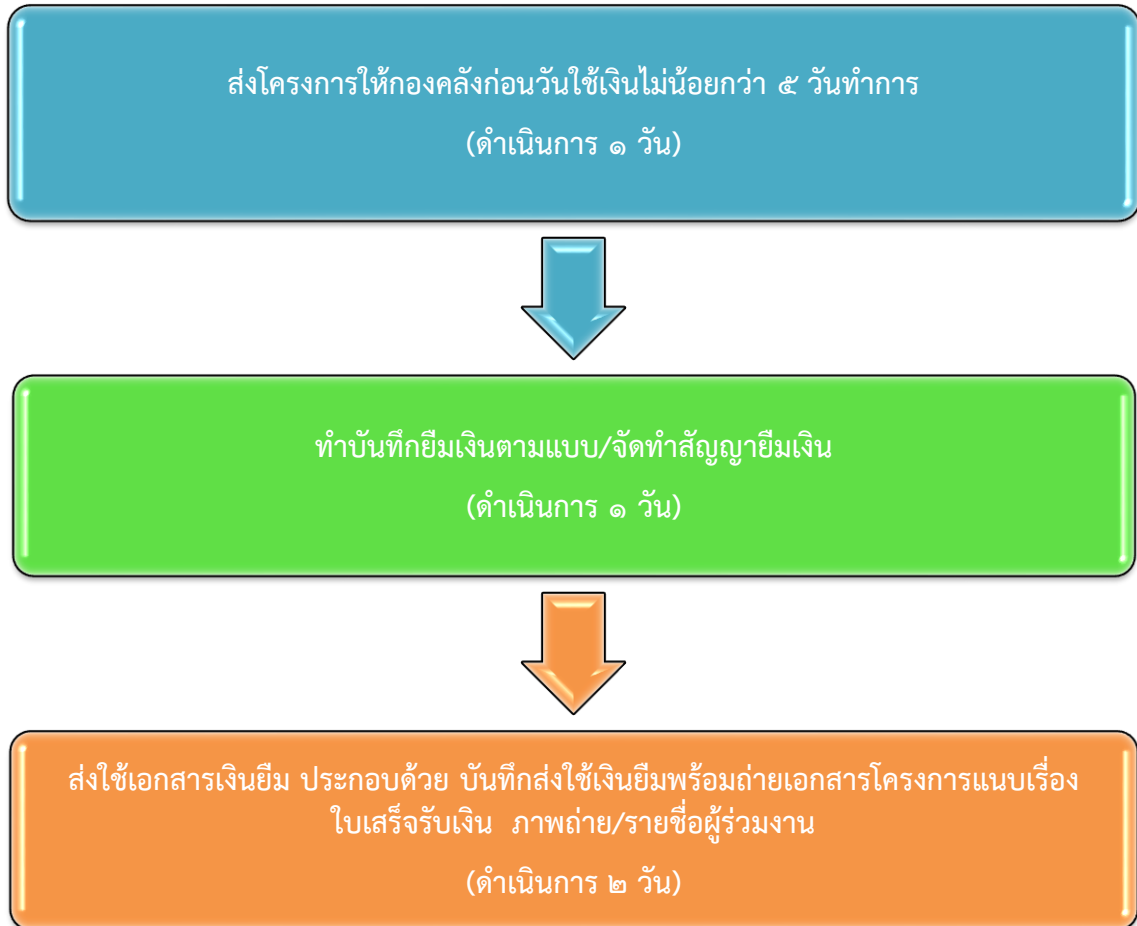 ส่งโครงการให้กองคลังก่อนวันใช้เงินไม่น้อยกว่า ๕ วันทำการ
(ดำเนินการ ๑ วัน)
ทำบันทึกยืมเงินตามแบบ/จัดทำสัญญายืมเงิน
(ดำเนินการ ๑ วัน)
ส่งใช้เอกสารเงินยืม ประกอบด้วย บันทึกส่งใช้เงินยืมพร้อมถ่ายเอกสารโครงการแนบเรื่อง
ใบเสร็จรับเงิน ภาพถ่าย/รายชื่อผู้ร่วมงาน
(ดำเนินการ ๒ วัน)